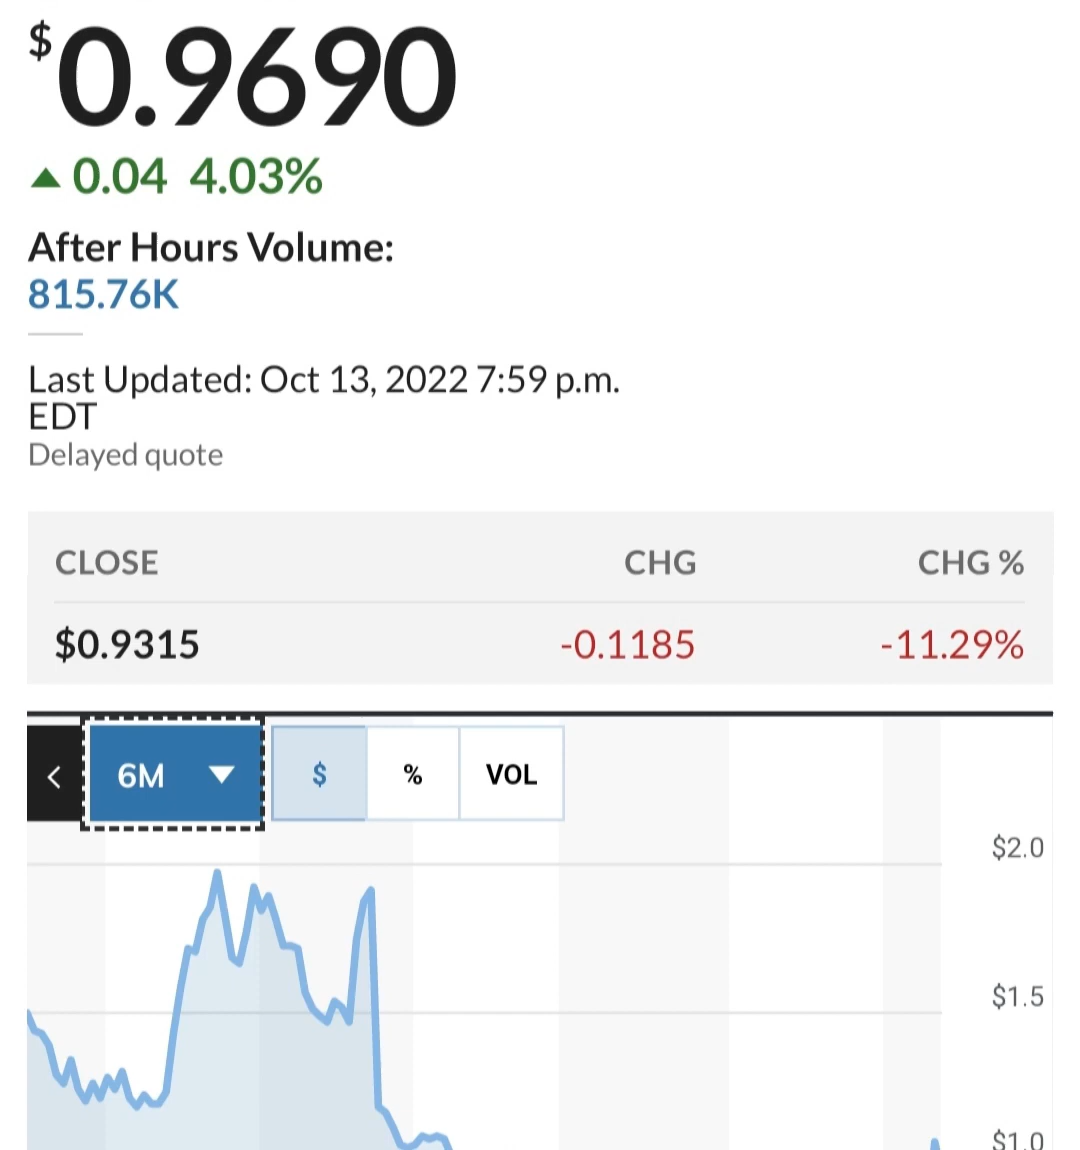 $0.9690
▲ 0.04 4.03%
After Hours Volume:
815.76K
Last Updated: Oct 13, 2022 7:59 p.m.
EDT
Delayed quote
CLOSE CHG CHG %
$0.9315 -0.1185 -11.29%
6M $ % VOL
$2.0
$1.5
$1.0